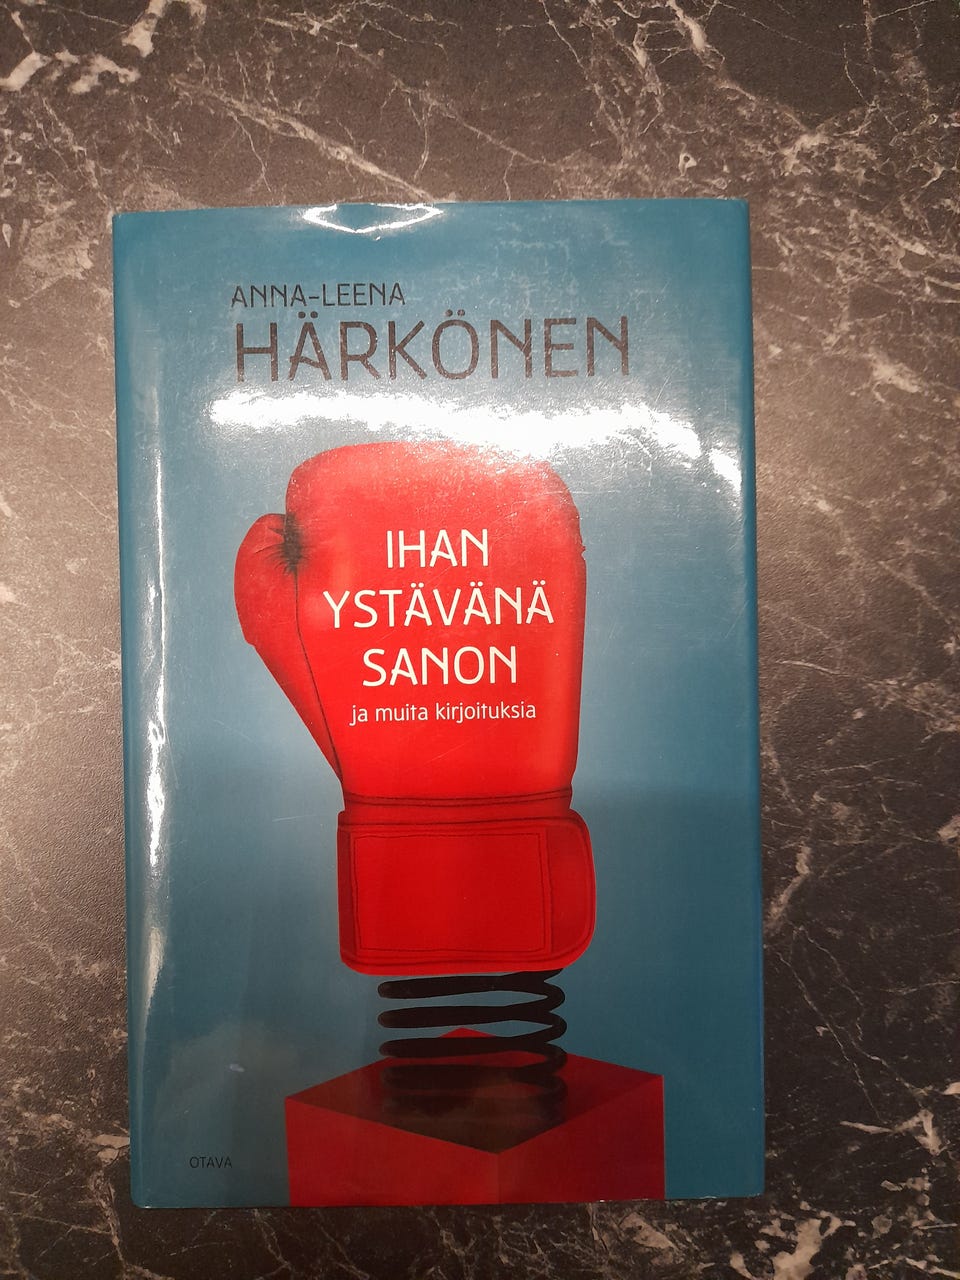 ANNA-LEENA
HÄRKÖNEN
IHAN
YSTÄVÄNÄ
SANON
ja muita kirjoituksia
OTAVA